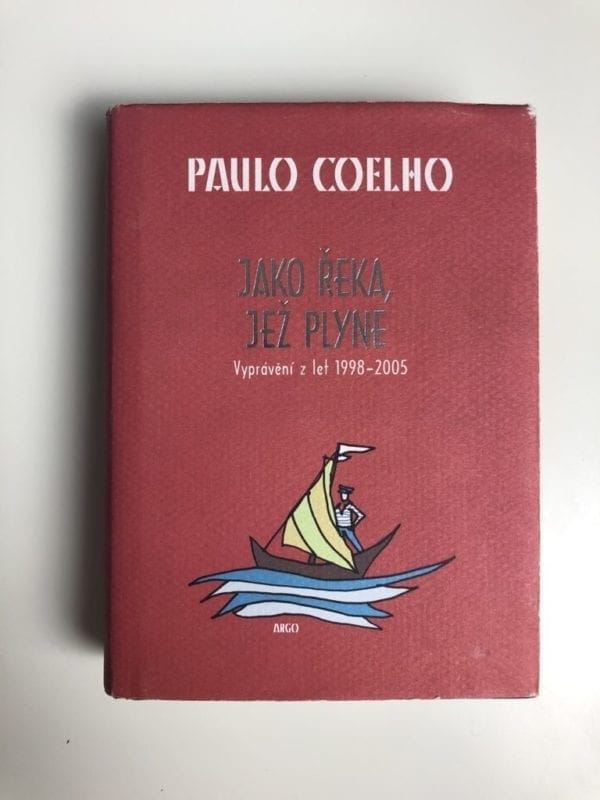 PAULO COELHO
JAKO ŘEKA,
JEŽ PLYNE
Vyprávění z let 1998–2005
ARGO